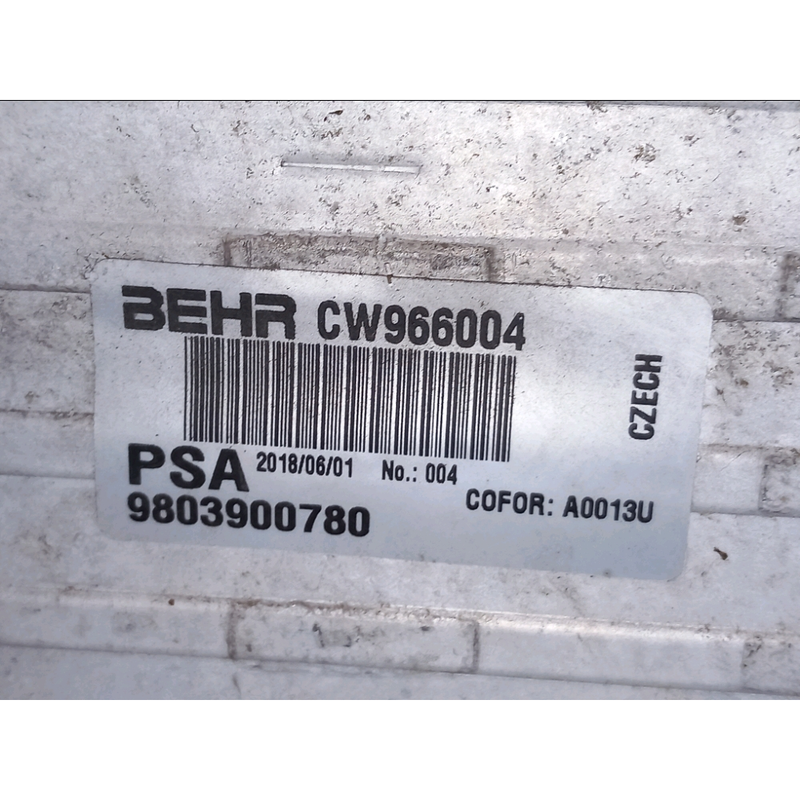 BEHR CW966004
CZECH
PSA 2018/06/01 No.: 004
9803900780 COFOR: A0013U